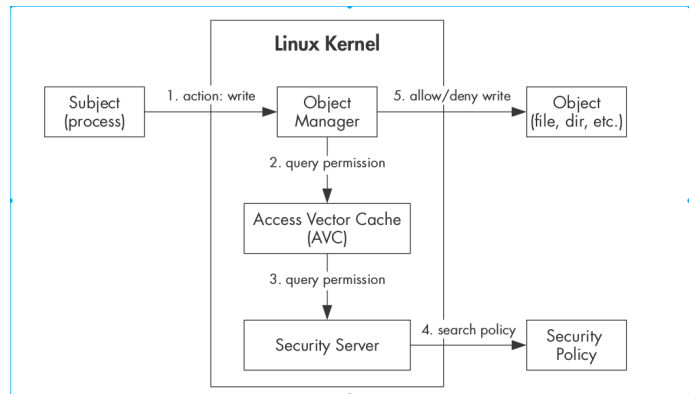 Linux Kernel
Subject
(process)
1. action: write
Object
Manager
5. allow/deny write
Object
(file, dir, etc.)
2. query permission
Access Vector Cache
(AVC)
3. query permission
Security Server
4. search policy
Security
Policy